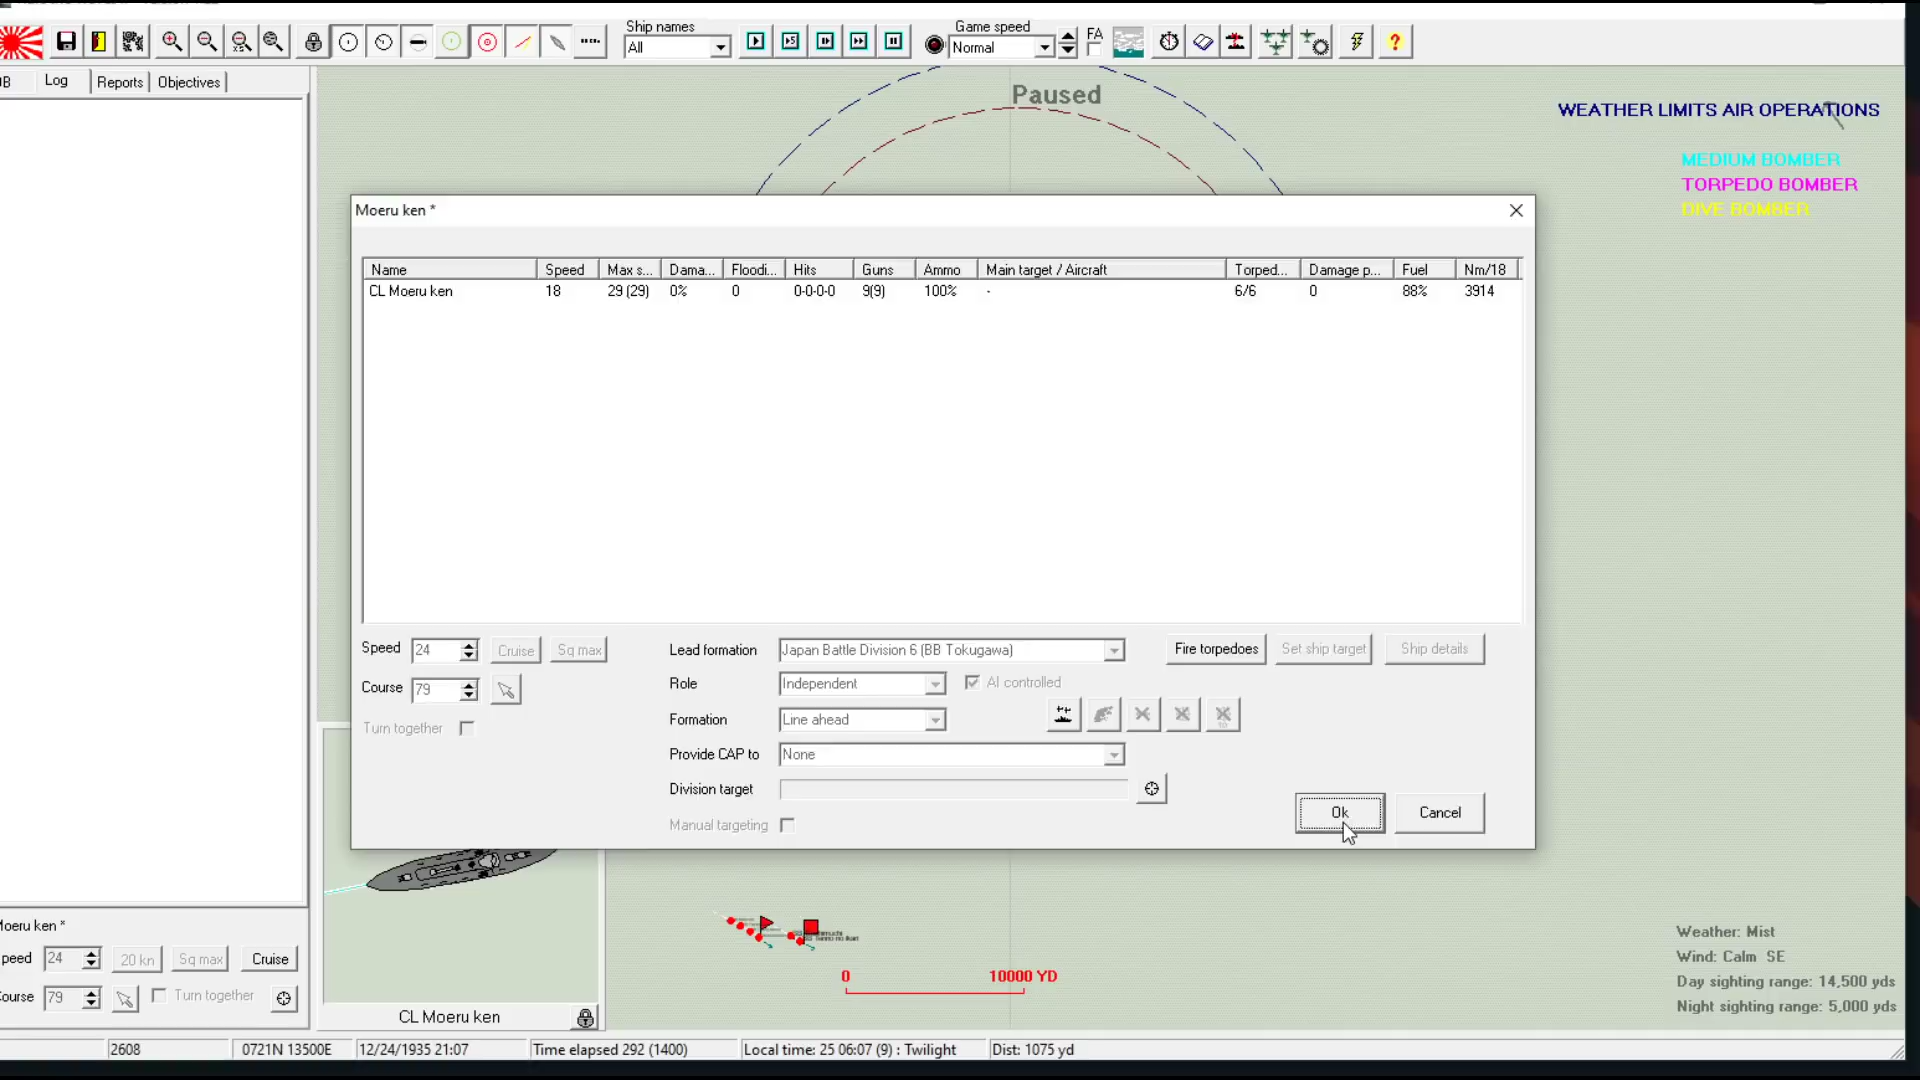 Ship names
All
Game speed
Normal
FA
Log
Reports
Objectives
Paused
WEATHER LIMITS AIR OPERATIONS
MEDIUM BOMBER
TORPEDO BOMBER
DIVE BOMBER
Moeru ken *
Name Speed Max s... Dama... Floodi... Hits Guns Ammo Main target / Aircraft Torped... Damage p... Fuel Nm/18
CL Moeru ken 18 29 (29) 0% 0 0-0-0-0 9(9) 100% - 6/6 0 88% 3914
Speed 24 Cruise Sq max
Course 79
Turn together
Lead formation Japan Battle Division 6 (BB Tokugawa)
Role Independent AI controlled
Formation Line ahead
Provide CAP to None
Division target
Manual targeting
Fire torpedoes Set ship target Ship details
Ok Cancel
Moeru ken *
peed 24 20 kn Sq max Cruise
ourse 79 Turn together
CL Moeru ken
0 10000 YD
Weather: Mist
Wind: Calm SE
Day sighting range: 14,500 yds
Night sighting range: 5,000 yds
2608 0721N 13500E 12/24/1935 21:07 Time elapsed 292 (1400) Local time: 25 06:07 (9) : Twilight Dist: 1075 yd